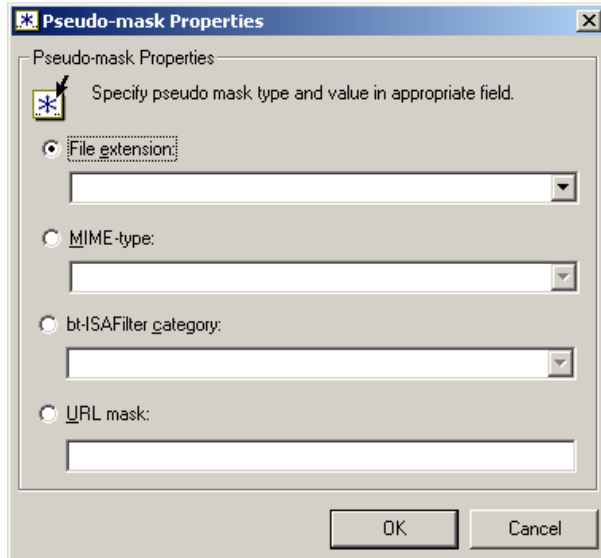 Pseudo-mask Properties
Pseudo-mask Properties
Specify pseudo mask type and value in appropriate field.
File extension:
MIME-type:
bt-ISAFilter category:
URL mask:
OK Cancel